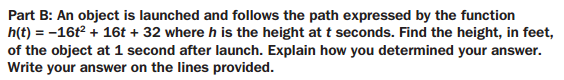 Part B: An object is launched and follows the path expressed by the function
h(t) = −16t² + 16t + 32 where h is the height at t seconds. Find the height, in feet,
of the object at 1 second after launch. Explain how you determined your answer.
Write your answer on the lines provided.